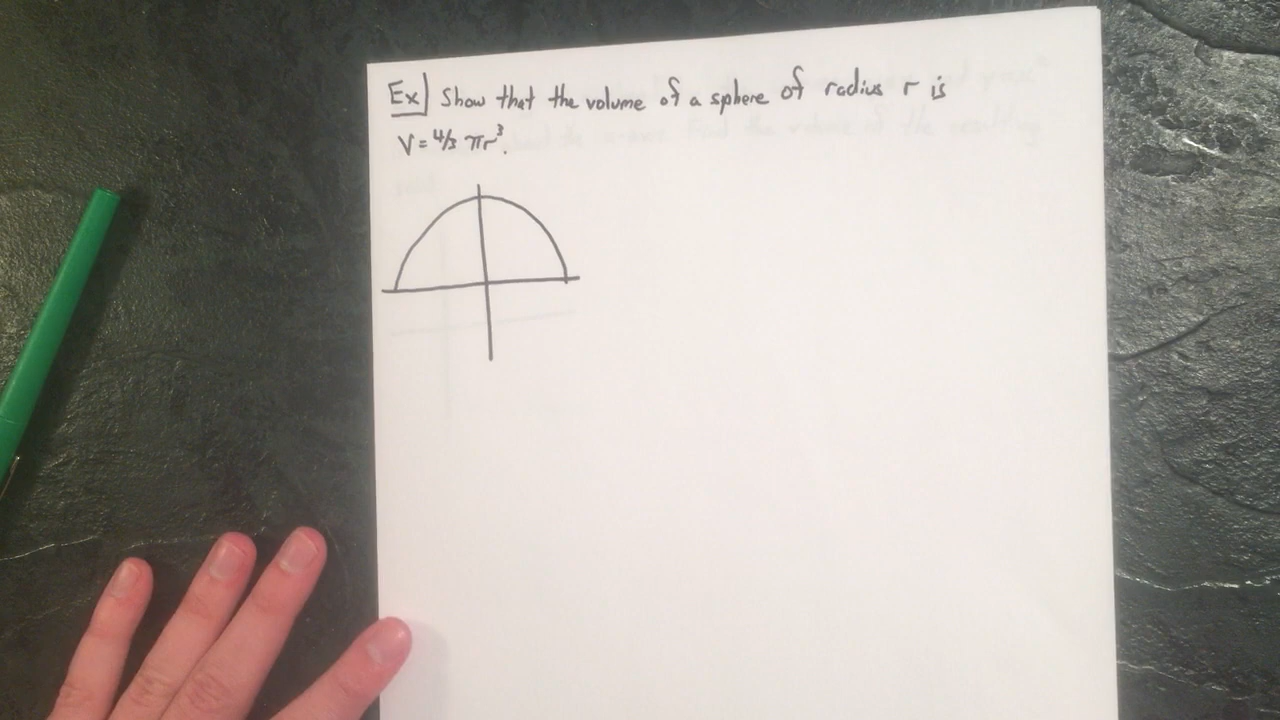 Ex] Show that the volume of a sphere of radius r is
V = 4/3 πr³.